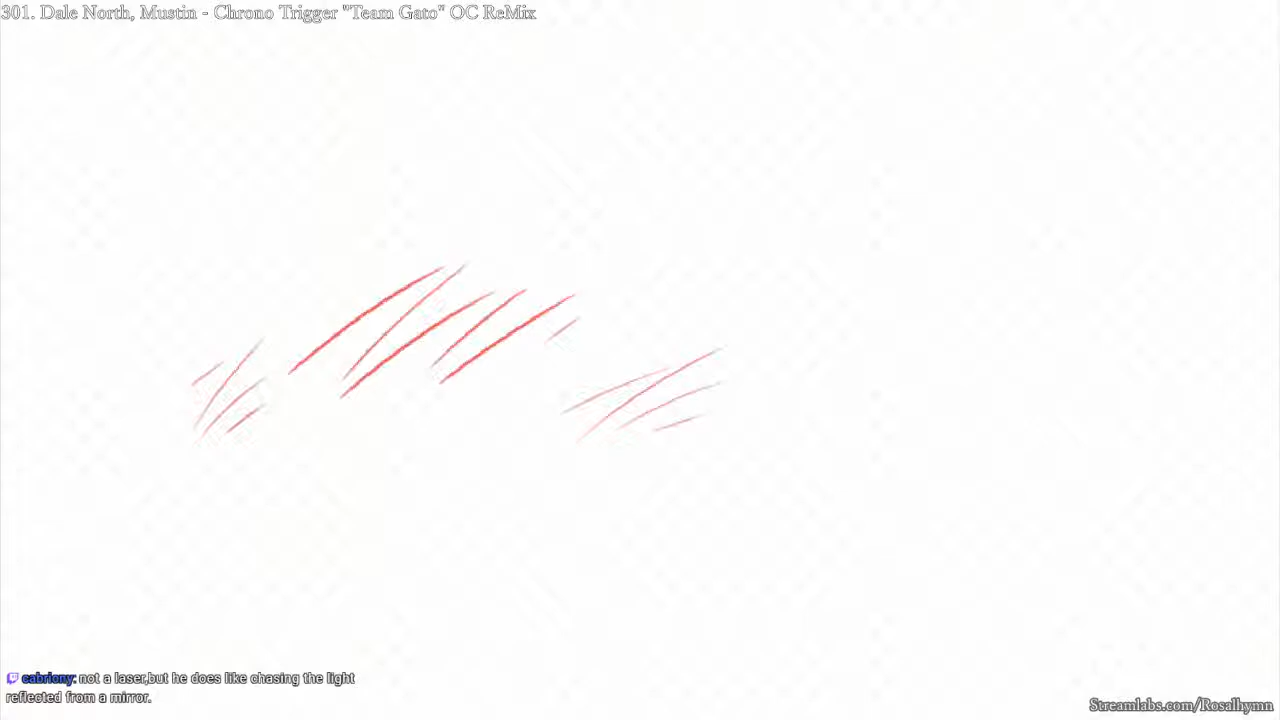 301. Dale North, Mustin - Chrono Trigger "Team Gato" OC ReMix
cabriony: not a laser,but he does like chasing the light
reflected from a mirror.
Streamlabs.com/Rosalhymn